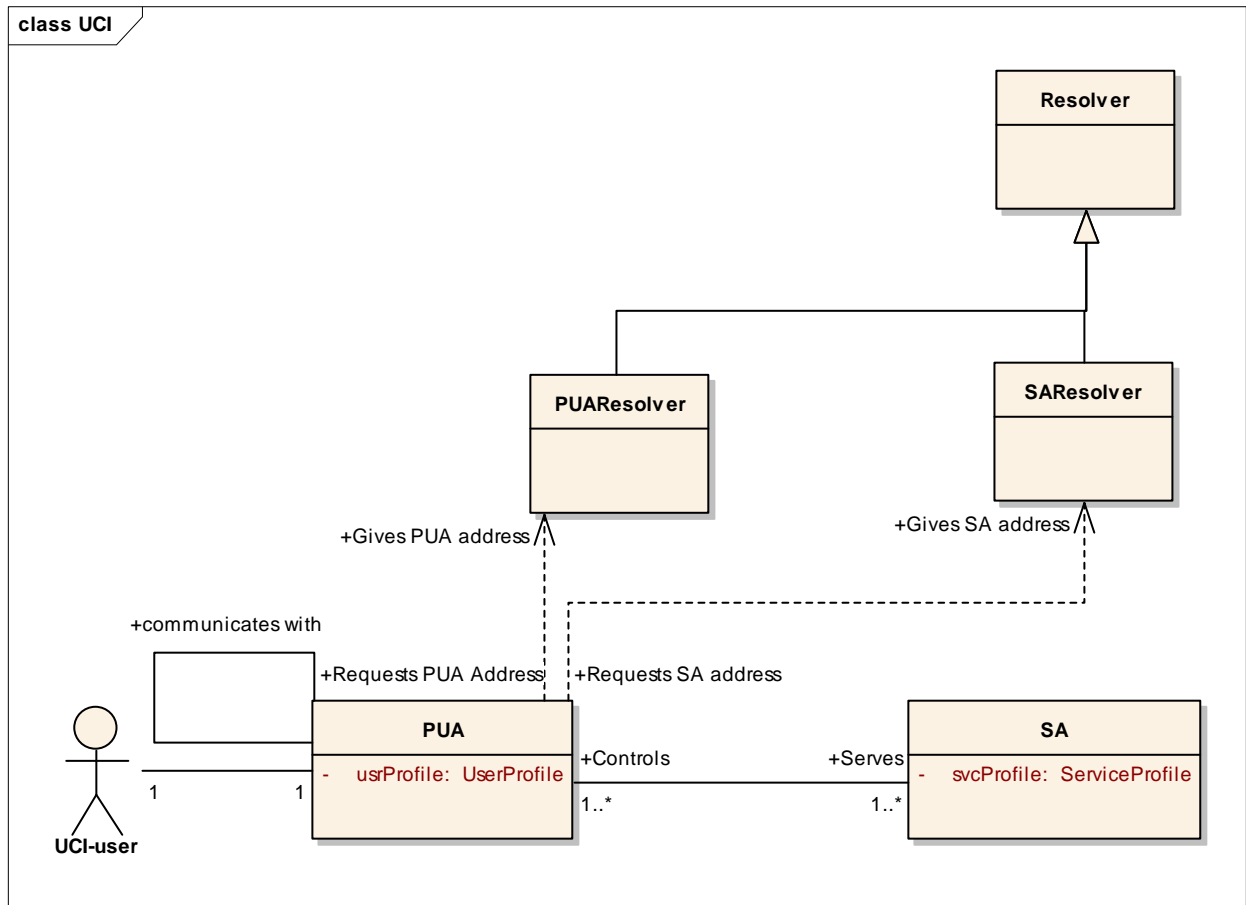 class UCI
Resolver
PUAResolver
SAResolver
+Gives PUA address
+Gives SA address
+communicates with
+Requests PUA Address
+Requests SA address
PUA
- usrProfile: UserProfile
+Controls
+Serves
SA
- svcProfile: ServiceProfile
1
1
1..*
1..*
UCI-user